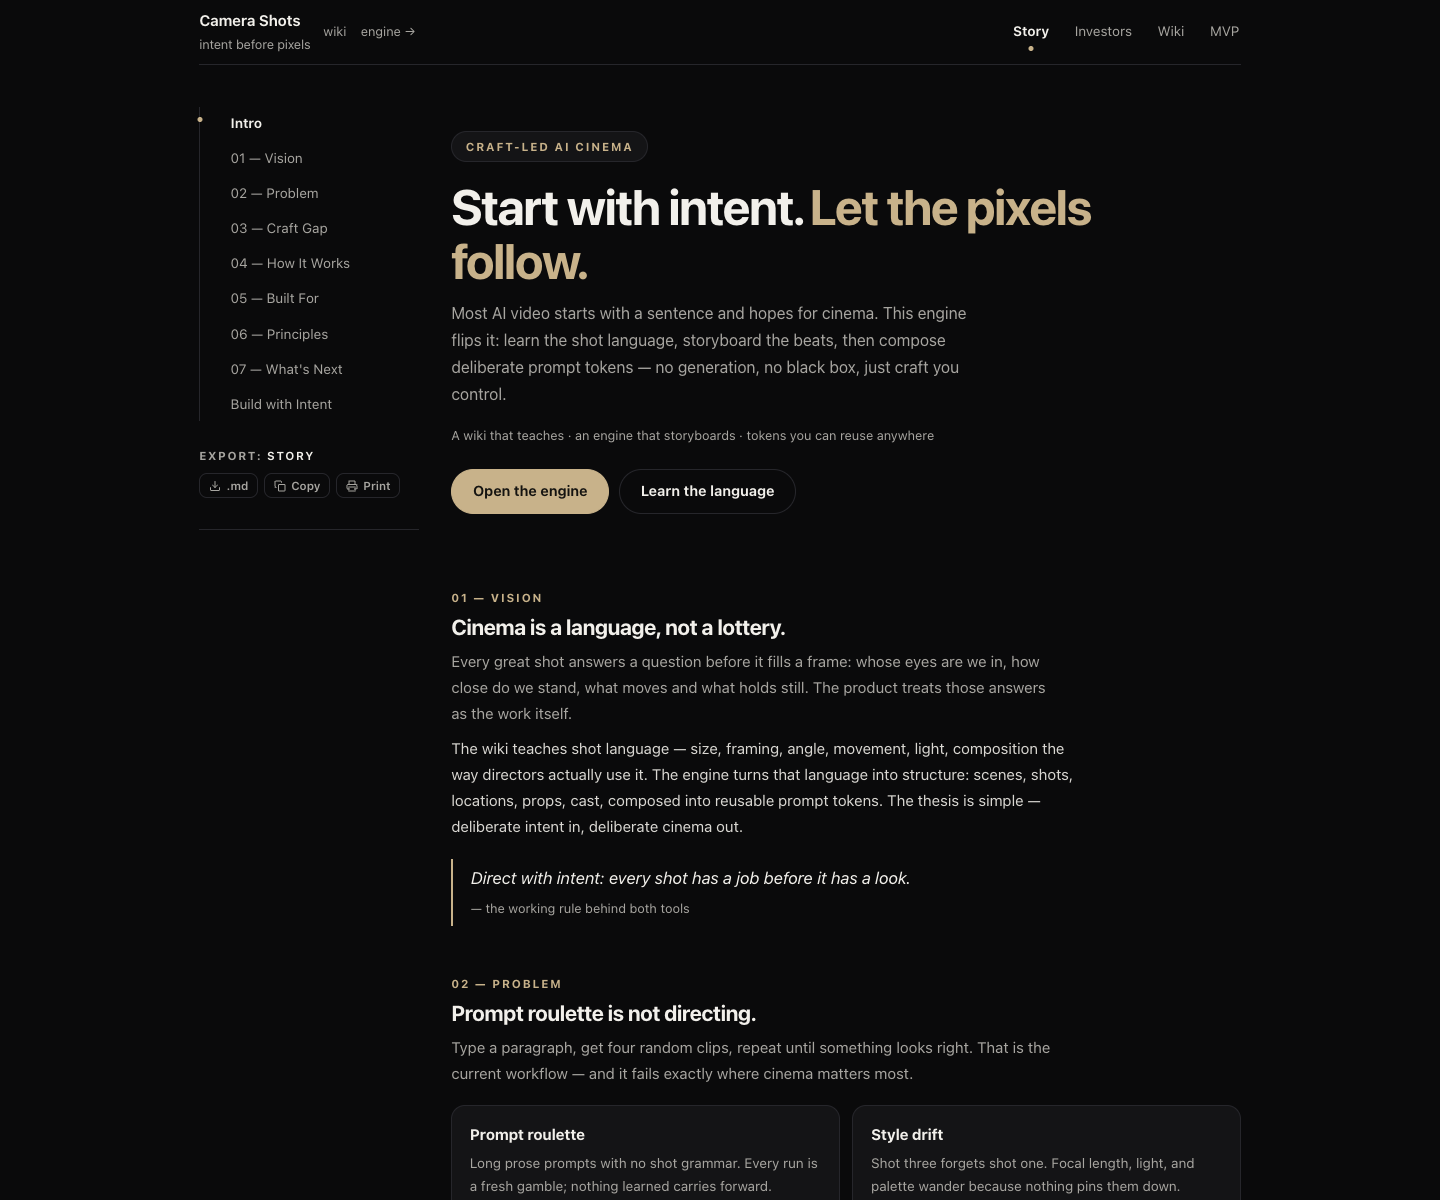 Camera Shots
intent before pixels
wiki
engine →
Story
Investors
Wiki
MVP
Intro
01 — Vision
02 — Problem
03 — Craft Gap
04 — How It Works
05 — Built For
06 — Principles
07 — What's Next
Build with Intent
EXPORT: STORY
.md
Copy
Print
CRAFT-LED AI CINEMA
Start with intent. Let the pixels
follow.
Most AI video starts with a sentence and hopes for cinema. This engine
flips it: learn the shot language, storyboard the beats, then compose
deliberate prompt tokens — no generation, no black box, just craft you
control.
A wiki that teaches · an engine that storyboards · tokens you can reuse anywhere
Open the engine
Learn the language
01 — VISION
Cinema is a language, not a lottery.
Every great shot answers a question before it fills a frame: whose eyes are we in, how
close do we stand, what moves and what holds still. The product treats those answers
as the work itself.
The wiki teaches shot language — size, framing, angle, movement, light, composition the
way directors actually use it. The engine turns that language into structure: scenes, shots,
locations, props, cast, composed into reusable prompt tokens. The thesis is simple —
deliberate intent in, deliberate cinema out.
Direct with intent: every shot has a job before it has a look.
— the working rule behind both tools
02 — PROBLEM
Prompt roulette is not directing.
Type a paragraph, get four random clips, repeat until something looks right. That is the
current workflow — and it fails exactly where cinema matters most.
Prompt roulette
Long prose prompts with no shot grammar. Every run is
a fresh gamble; nothing learned carries forward.
Style drift
Shot three forgets shot one. Focal length, light, and
palette wander because nothing pins them down.